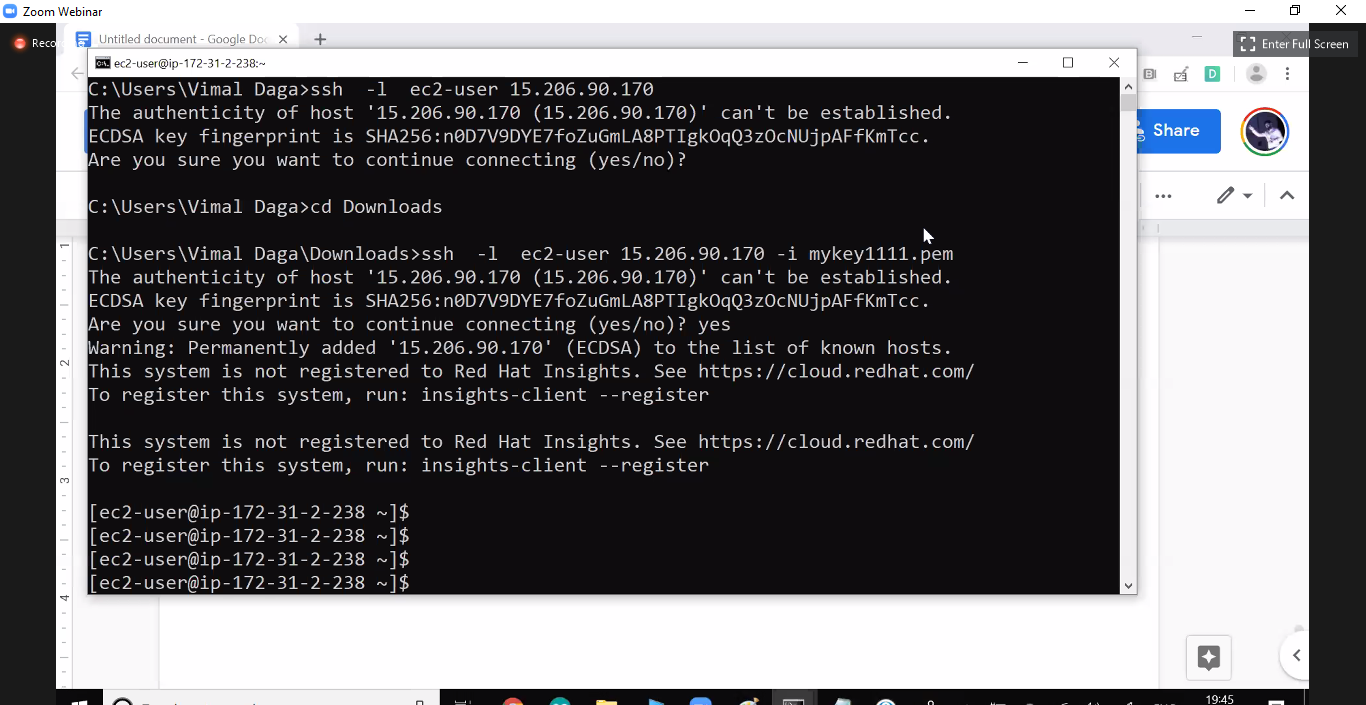 Zoom Webinar
Reco
Untitled document - Google Doc
Enter Full Screen
ec2-user@ip-172-31-2-238:~
C:\Users\Vimal Daga>ssh  -l  ec2-user 15.206.90.170
The authenticity of host '15.206.90.170 (15.206.90.170)' can't be established.
ECDSA key fingerprint is SHA256:n0D7V9DYE7foZuGmLA8PTIgkOqQ3zOcNUjpAFfKmTcc.
Are you sure you want to continue connecting (yes/no)?
C:\Users\Vimal Daga>cd Downloads
C:\Users\Vimal Daga\Downloads>ssh  -l  ec2-user 15.206.90.170 -i mykey1111.pem
The authenticity of host '15.206.90.170 (15.206.90.170)' can't be established.
ECDSA key fingerprint is SHA256:n0D7V9DYE7foZuGmLA8PTIgkOqQ3zOcNUjpAFfKmTcc.
Are you sure you want to continue connecting (yes/no)? yes
Warning: Permanently added '15.206.90.170' (ECDSA) to the list of known hosts.
This system is not registered to Red Hat Insights. See https://cloud.redhat.com/
To register this system, run: insights-client --register
This system is not registered to Red Hat Insights. See https://cloud.redhat.com/
To register this system, run: insights-client --register
[ec2-user@ip-172-31-2-238 ~]$
[ec2-user@ip-172-31-2-238 ~]$
[ec2-user@ip-172-31-2-238 ~]$
[ec2-user@ip-172-31-2-238 ~]$
D
Share
1
2
3
4
19:45